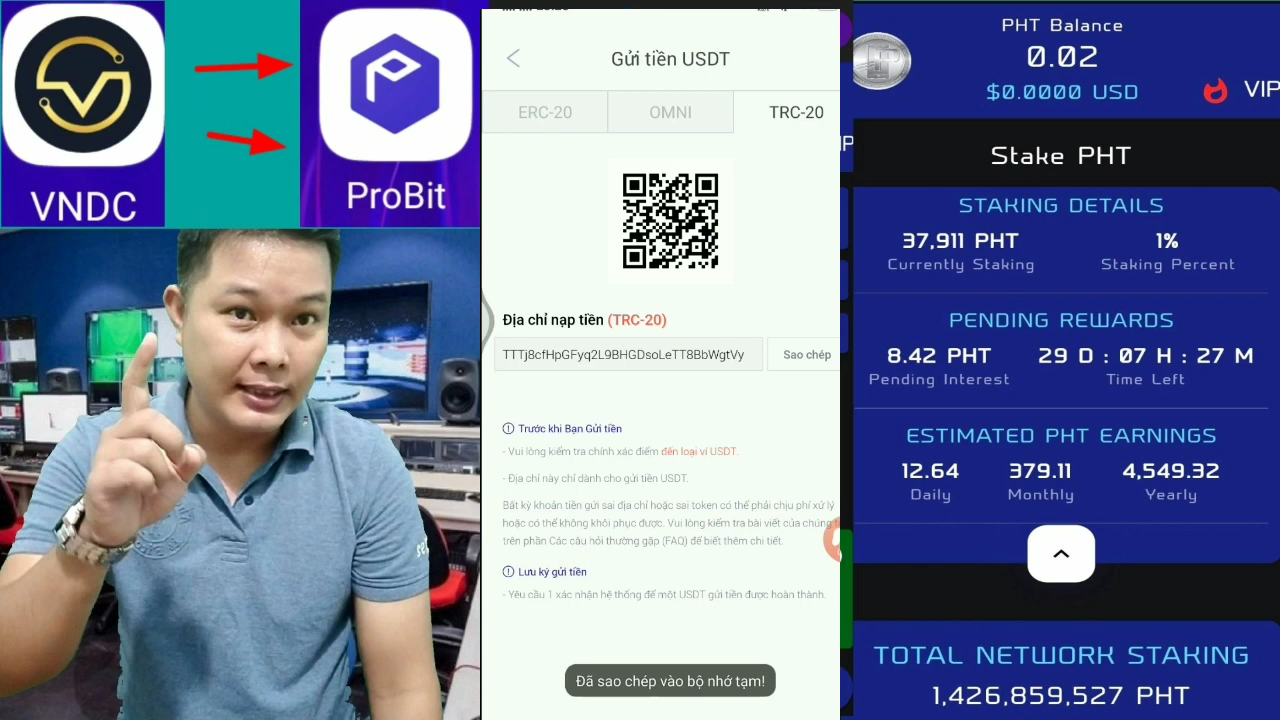 VNDC
ProBit
Gửi tiền USDT
ERC-20
OMNI
TRC-20
Địa chỉ nạp tiền (TRC-20)
TTTj8cfHpGFyq2L9BHGDsoLeTT8BbWgtVy
Sao chép
Trước khi Bạn Gửi tiền
- Vui lòng kiểm tra chính xác điểm đến loại ví USDT.
- Địa chỉ này chỉ dành cho gửi tiền USDT.
Bất kỳ khoản tiền gửi sai địa chỉ hoặc sai token có thể phải chịu phí xử lý
hoặc có thể không khôi phục được. Vui lòng kiểm tra bài viết của chúng
trên phần Các câu hỏi thường gặp (FAQ) để biết thêm chi tiết.
Lưu ký gửi tiền
- Yêu cầu 1 xác nhận hệ thống để một USDT gửi tiền được hoàn thành.
Đã sao chép vào bộ nhớ tạm!
PHT Balance
0.02
$0.0000 USD
VIP
Stake PHT
STAKING DETAILS
37,911 PHT
1%
Currently Staking
Staking Percent
PENDING REWARDS
8.42 PHT
29 D : 07 H : 27 M
Pending Interest
Time Left
ESTIMATED PHT EARNINGS
12.64
379.11
4,549.32
Daily
Monthly
Yearly
TOTAL NETWORK STAKING
1,426,859,527 PHT